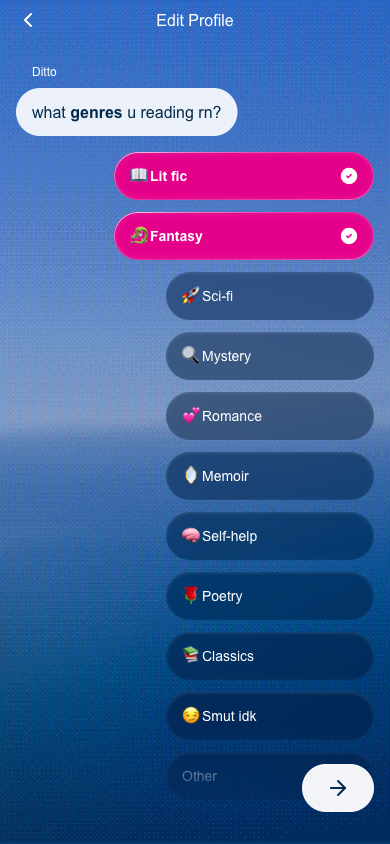 Edit Profile
Ditto
what genres u reading rn?
Lit fic
Fantasy
Sci-fi
Mystery
Romance
Memoir
Self-help
Poetry
Classics
Smut idk
Other